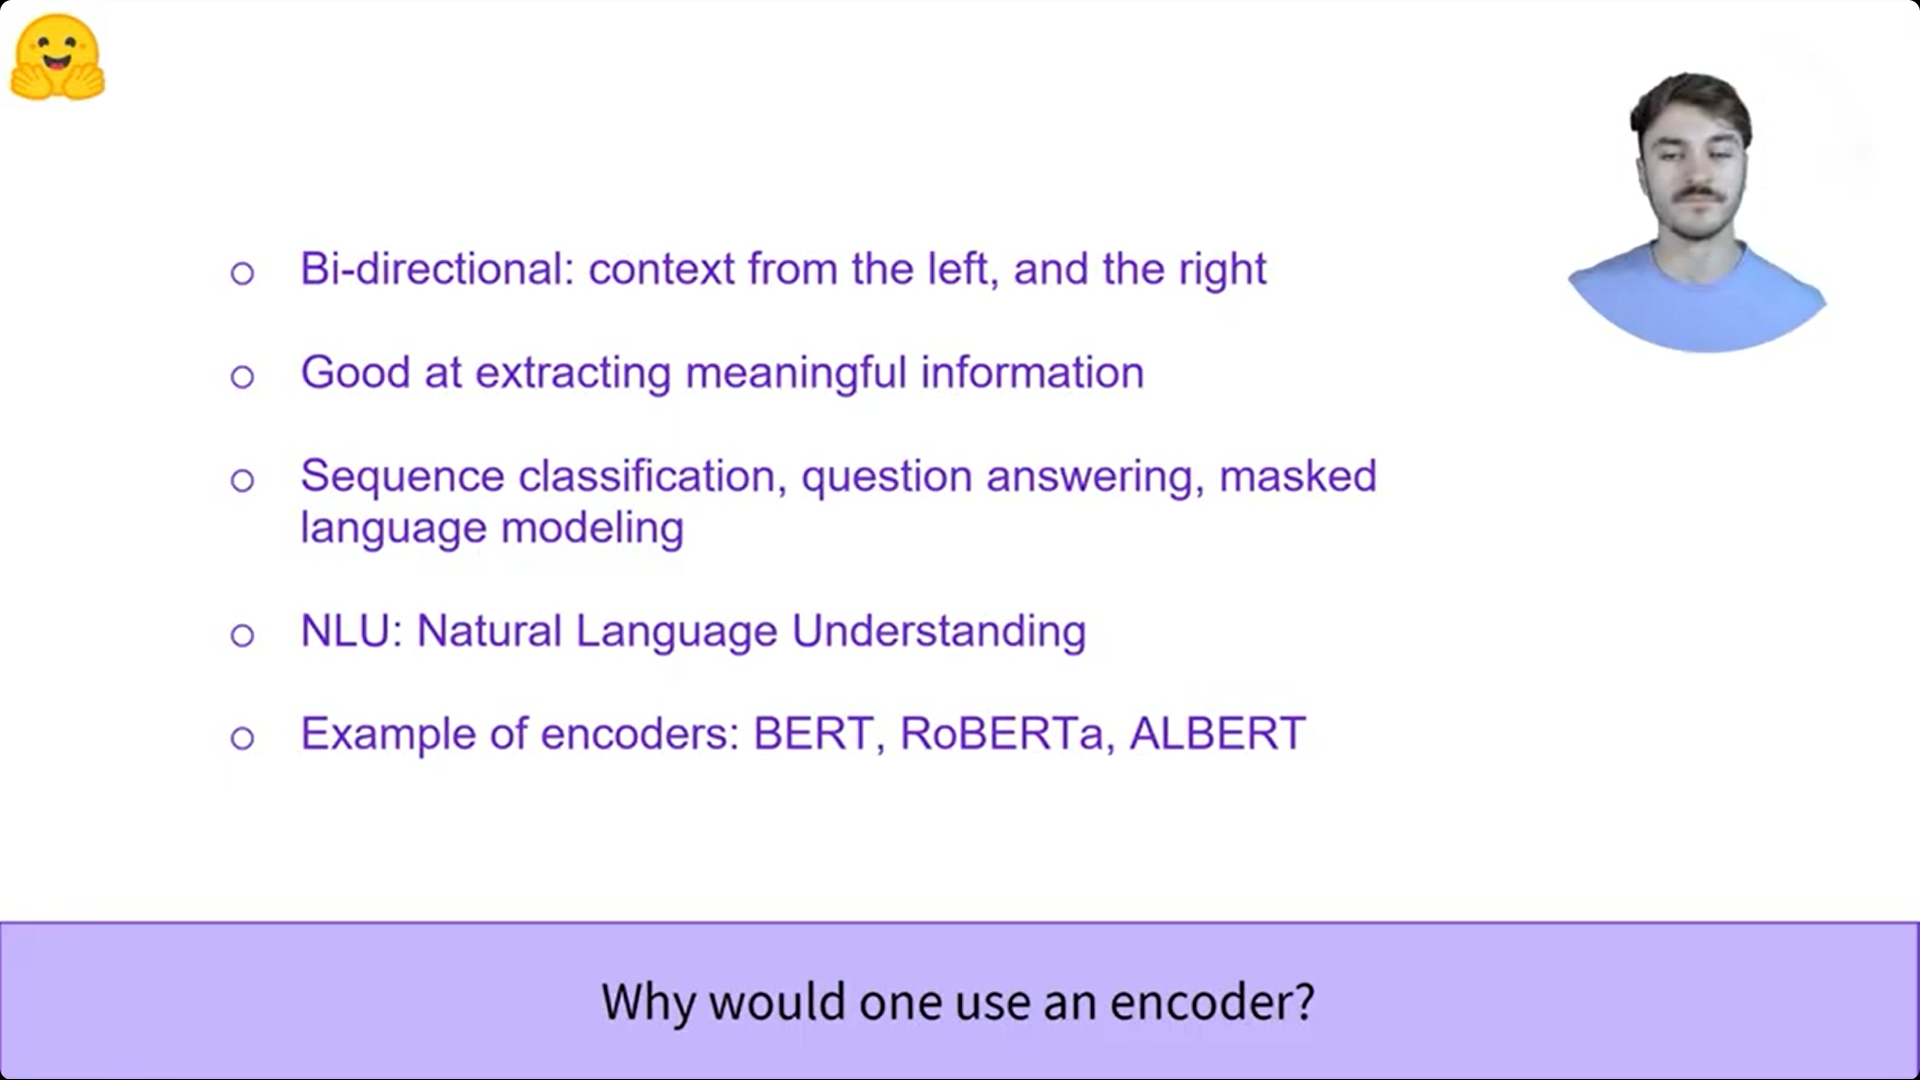 Bi-directional: context from the left, and the right
Good at extracting meaningful information
Sequence classification, question answering, masked
language modeling
NLU: Natural Language Understanding
Example of encoders: BERT, RoBERTa, ALBERT
Why would one use an encoder?